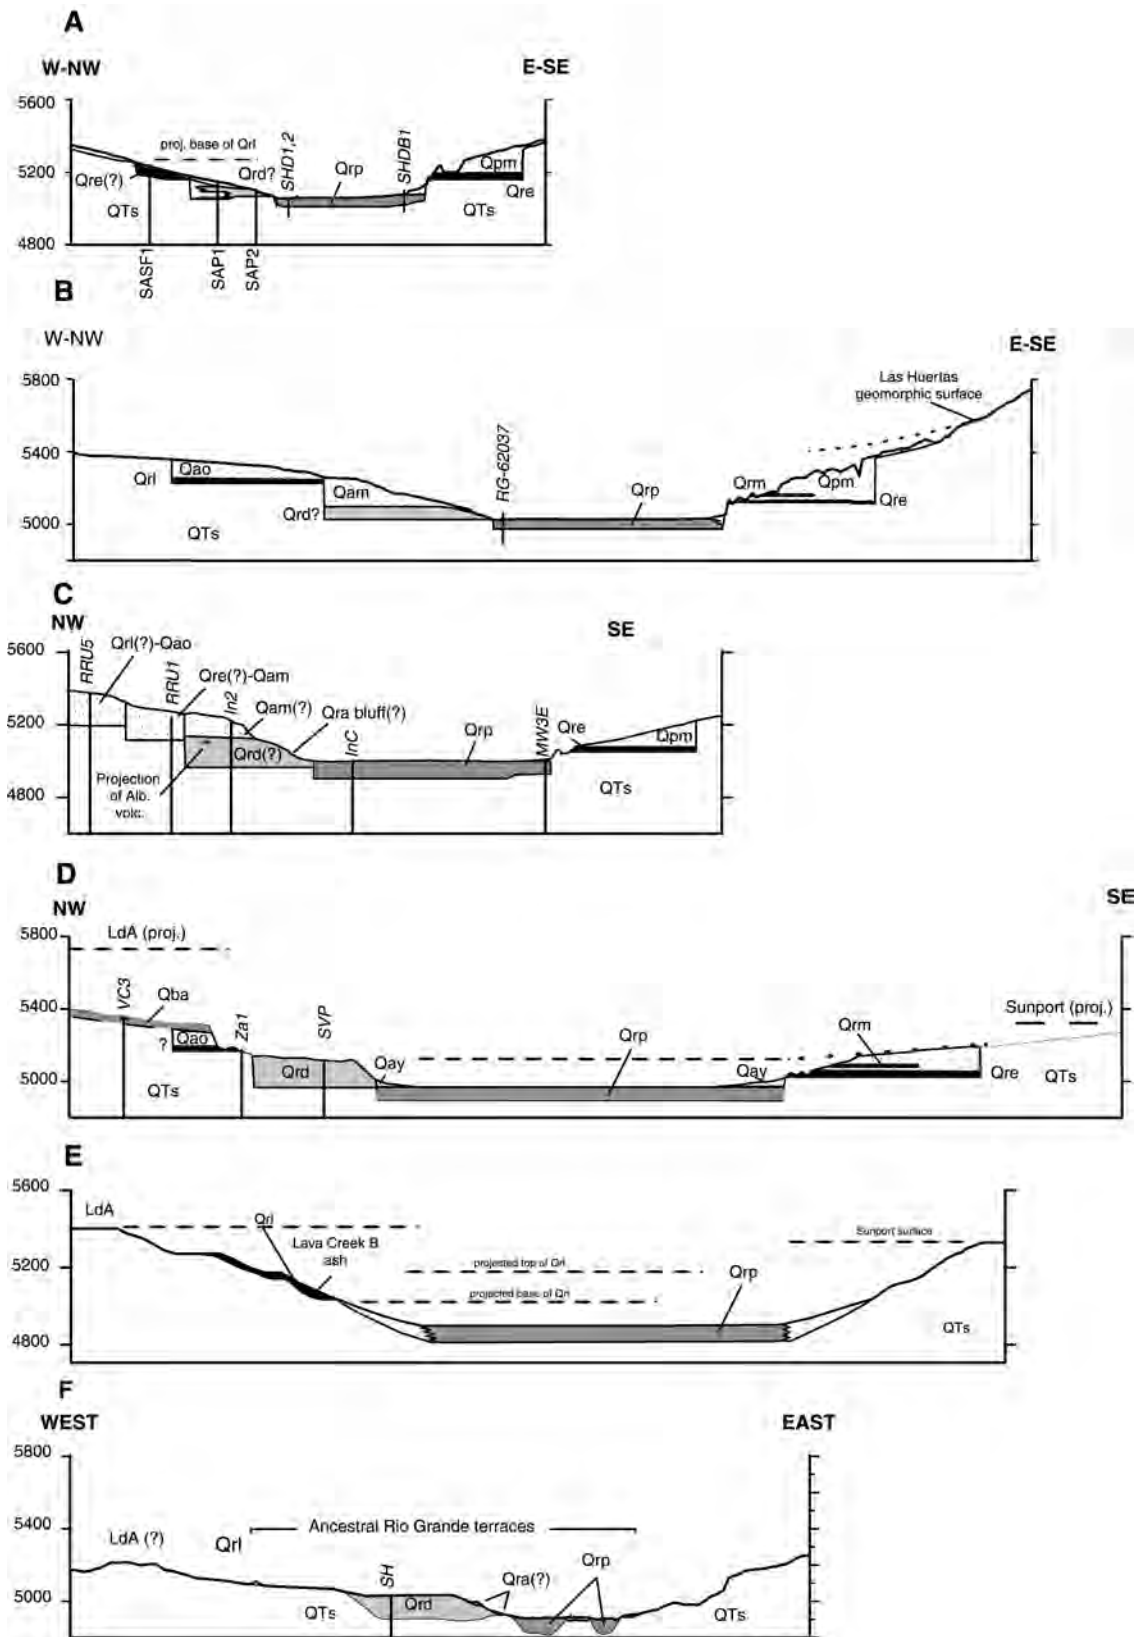 A
W-NW
E-SE
5600
5200
4800
proj. base of Qrl
Qre(?)
QTs
Qrd?
SHD1,2
Qrp
SHDB1
Qpm
Qre
QTs
SASF1
SAP1
SAP2
B
W-NW
E-SE
5800
5400
5000
Las Huertas
geomorphic surface
Qrl
Qao
Qam
Qrd?
QTs
RG-62037
Qrp
Qrm
Qpm
Qre
C
NW
SE
5600
5200
4800
RRU5
Qrl(?)-Qao
RRU1
Qre(?)-Qam
In2
Qam(?)
Qra bluff(?)
Qrd(?)
Projection
of Alb.
volc.
InC
Qrp
MW3E
Qre
Qpm
QTs
D
NW
SE
5800
5400
5000
LdA (proj.)
VC3
Qba
?
Qao
Za1
SVP
Qrd
QTs
Qay
Qrp
Qay
Qrm
Sunport (proj.)
Qre
QTs
E
5600
5200
4800
LdA
Qrl
Lava Creek B
ash
projected top of Qrl
projected base of Qrl
Sunport surface
Qrp
QTs
F
WEST
EAST
5800
5400
5000
LdA (?)
Qrl
Ancestral Rio Grande terraces
SH
Qrd
QTs
Qra(?)
Qrp
QTs